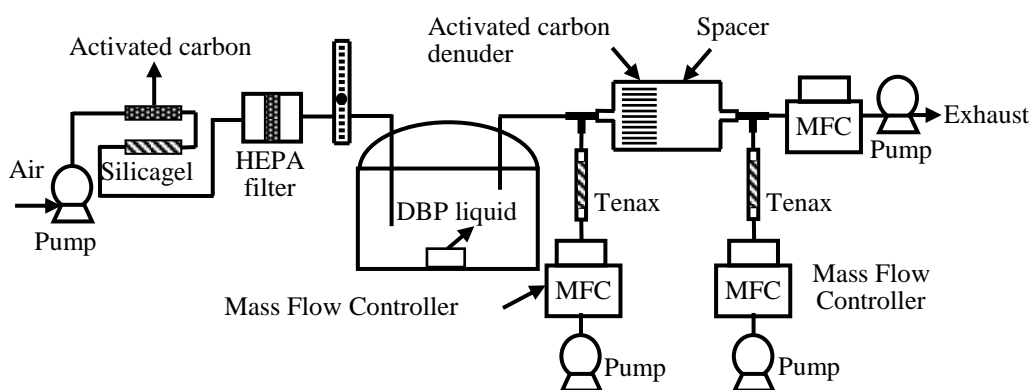 Activated carbon
Air
Pump
Silicagel
HEPA
filter
DBP liquid
Activated carbon
denuder
Spacer
MFC
Pump
Exhaust
Tenax
Tenax
Mass Flow Controller
MFC
MFC
Mass Flow
Controller
Pump
Pump